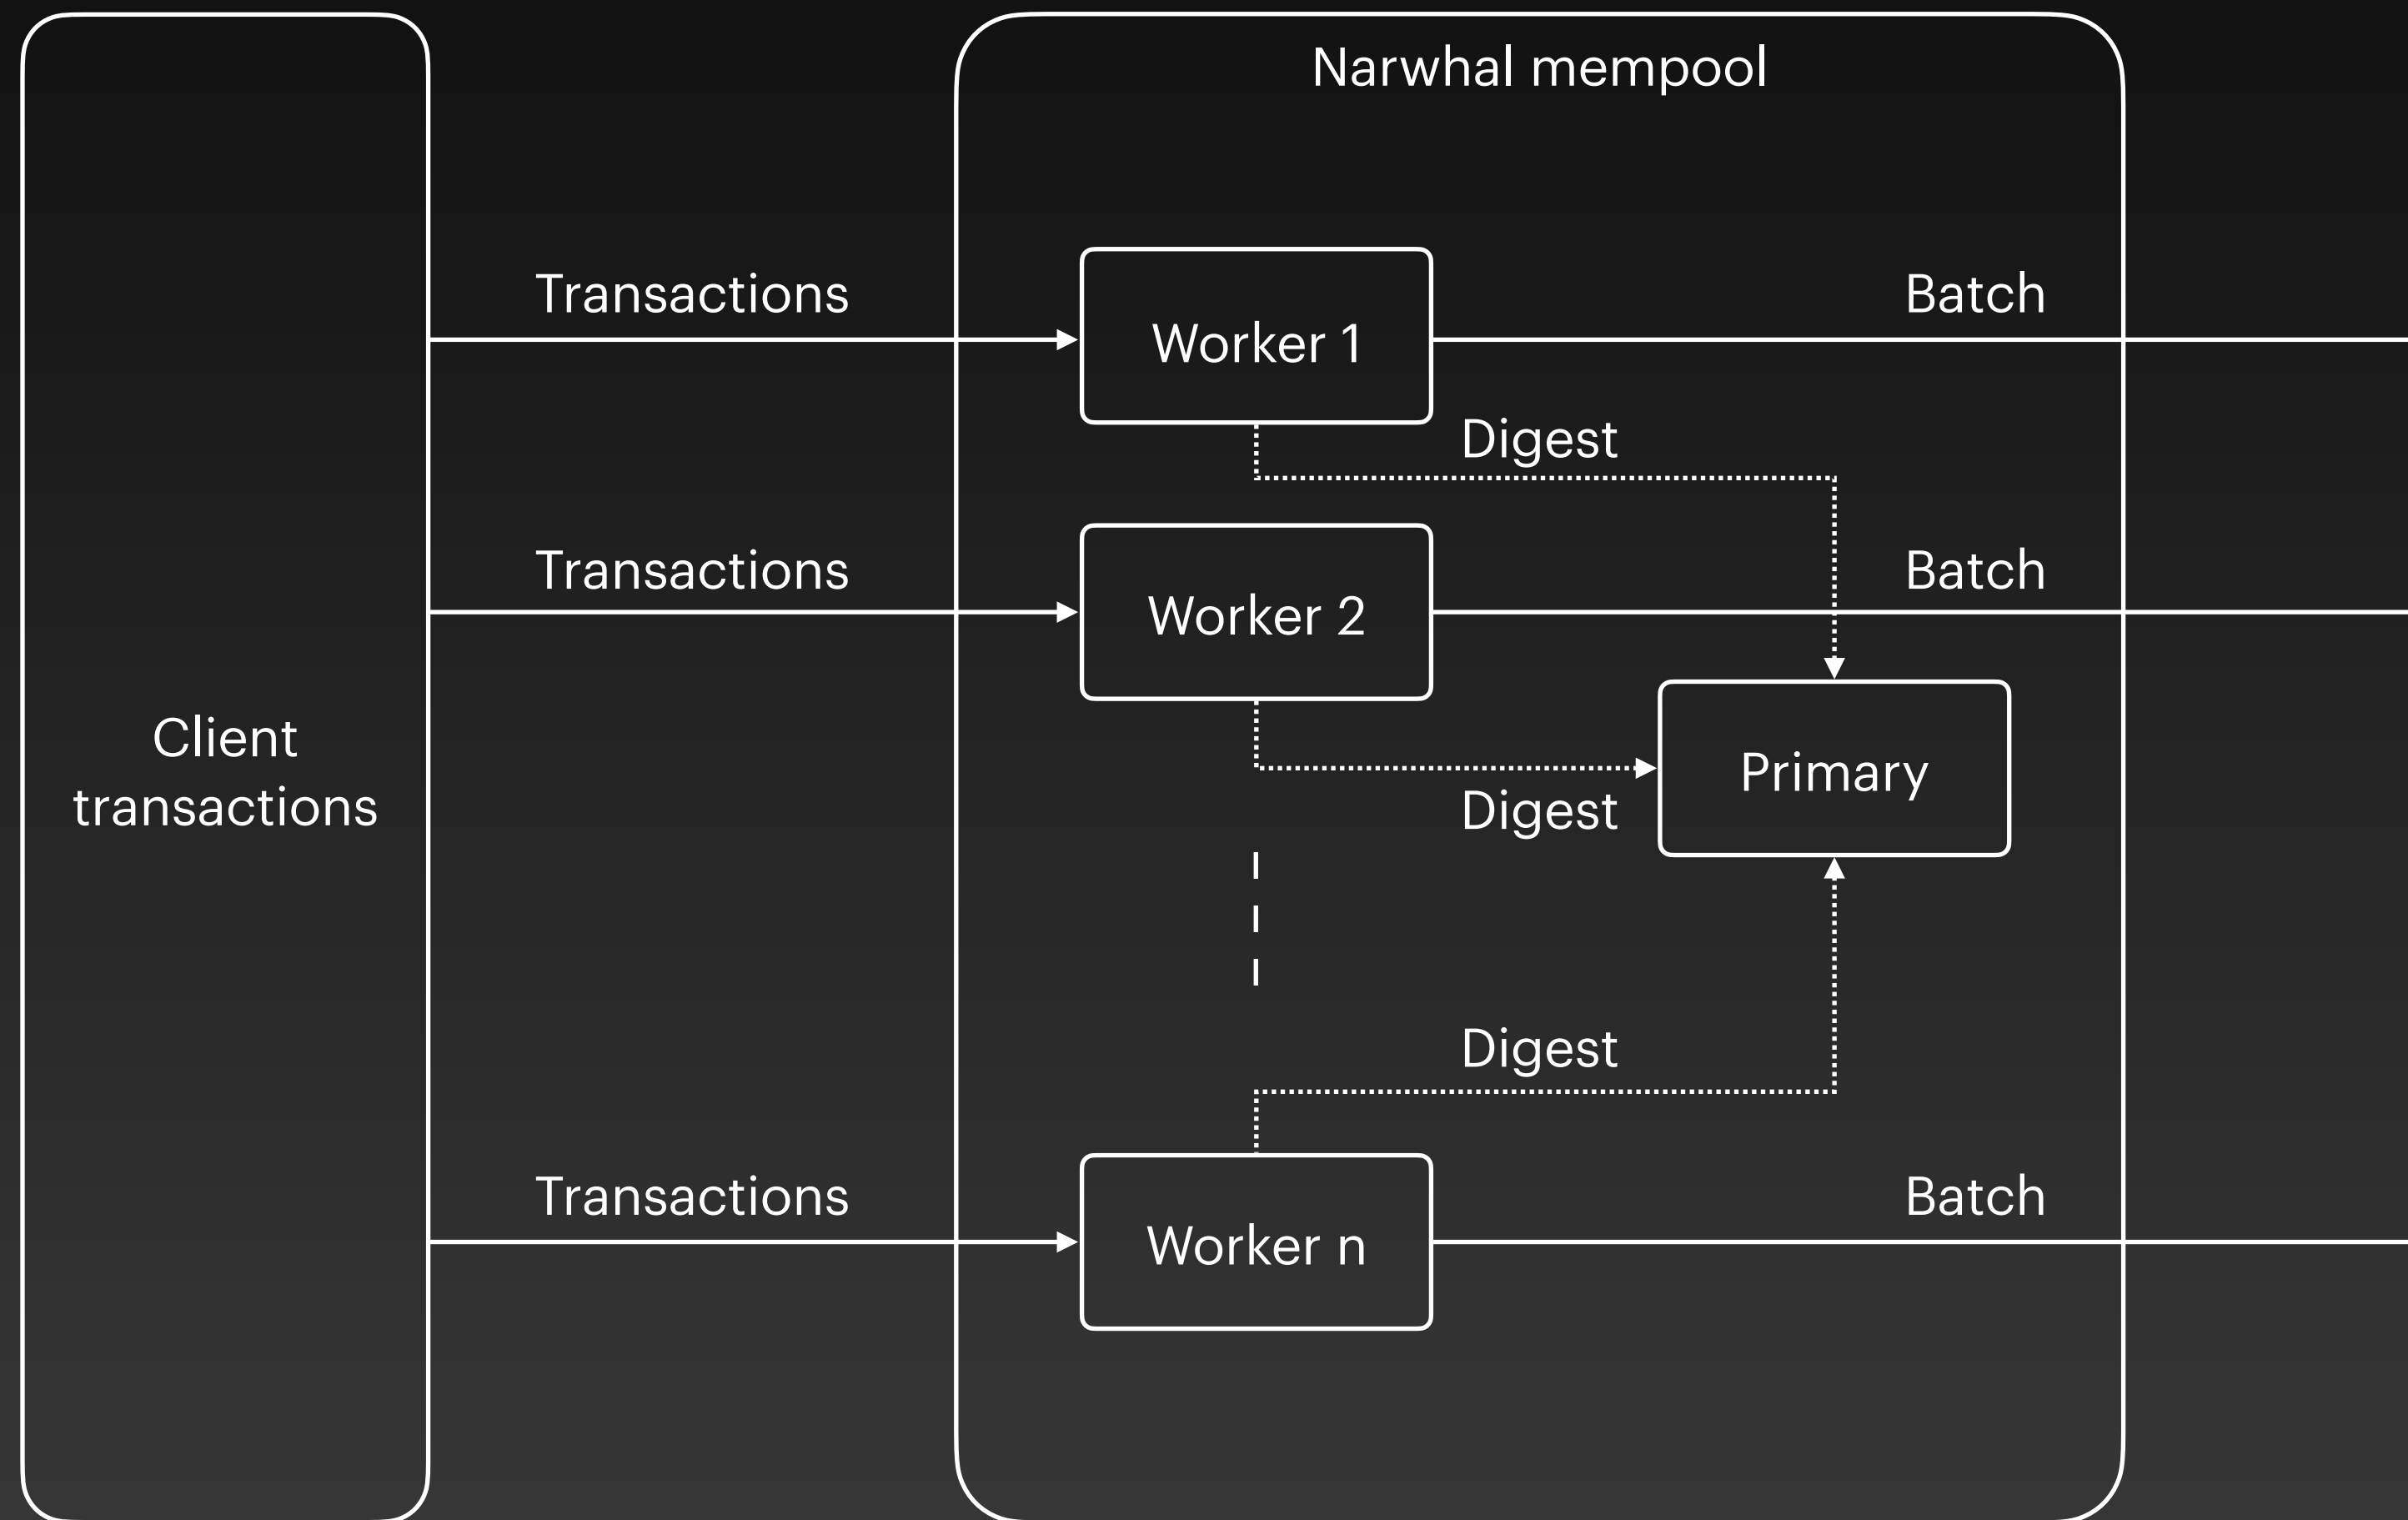 Narwhal mempool
Transactions
Worker 1
Batch
Digest
Transactions
Worker 2
Batch
Client
transactions
Primary
Digest
Digest
Transactions
Worker n
Batch